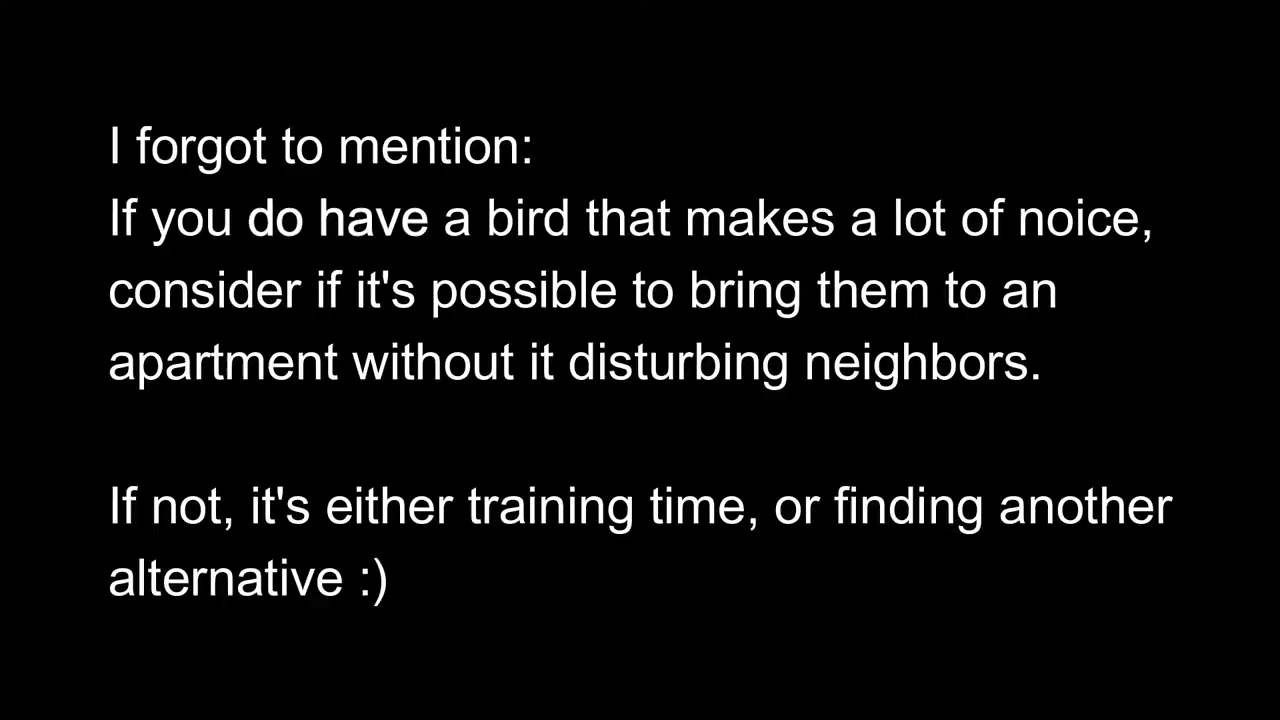 I forgot to mention:
If you do have a bird that makes a lot of noice,
consider if it's possible to bring them to an
apartment without it disturbing neighbors.
If not, it's either training time, or finding another
alternative :)